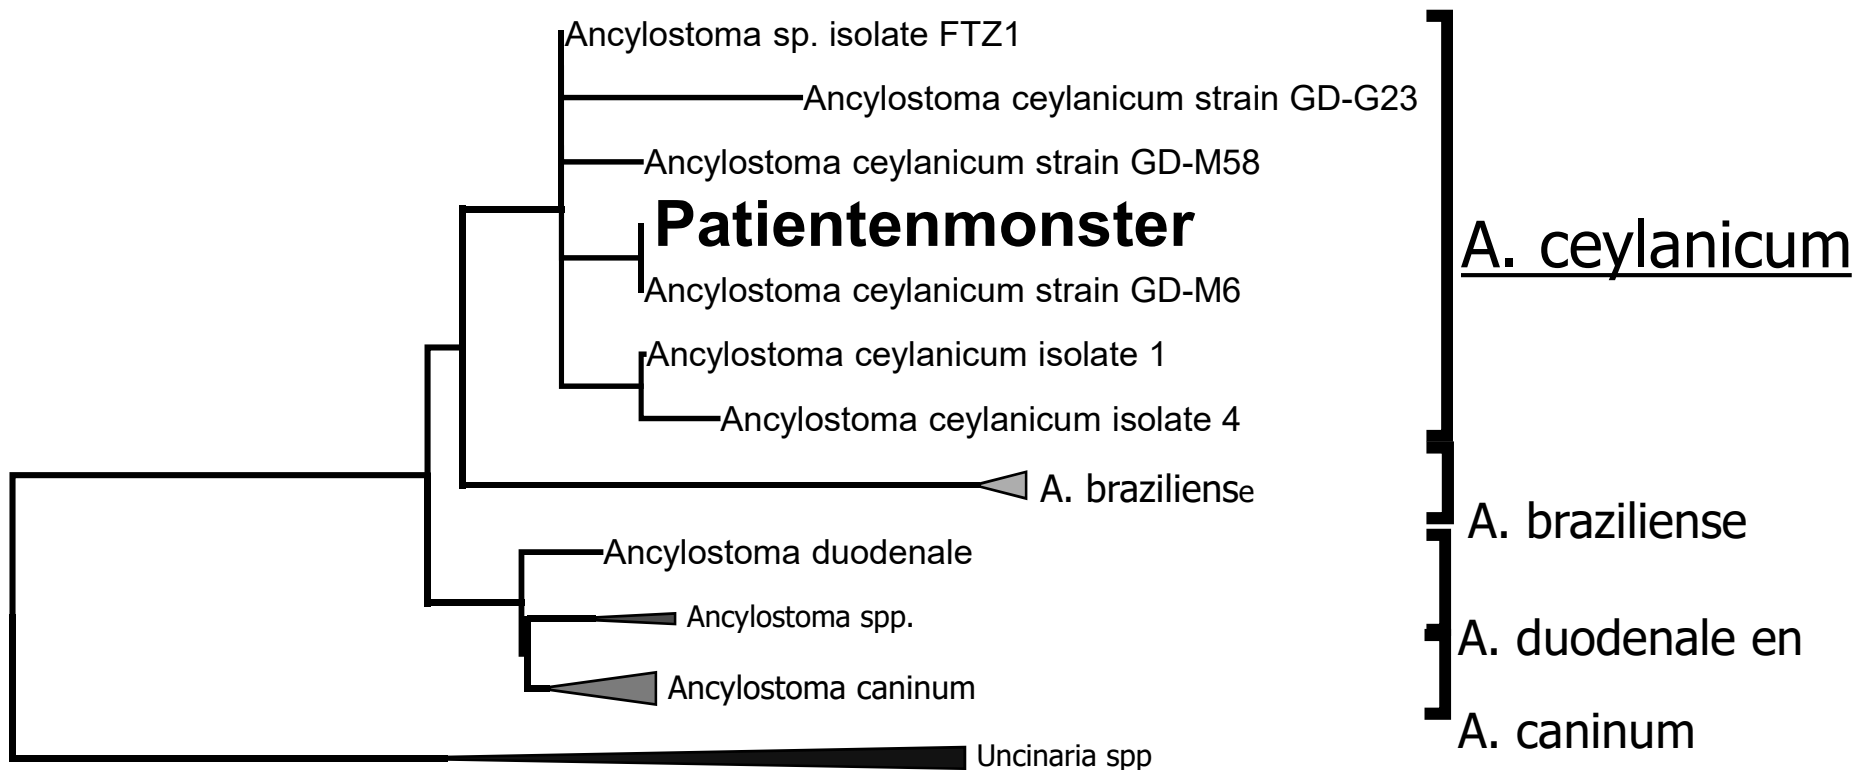 Ancylostoma sp. isolate FTZ1
Ancylostoma ceylanicum strain GD-G23
Ancylostoma ceylanicum strain GD-M58
Patientenmonster
Ancylostoma ceylanicum strain GD-M6
Ancylostoma ceylanicum isolate 1
Ancylostoma ceylanicum isolate 4
A. braziliense
Ancylostoma duodenale
Ancylostoma spp.
Ancylostoma caninum
Uncinaria spp
A. ceylanicum
A. braziliense
A. duodenale en
A. caninum